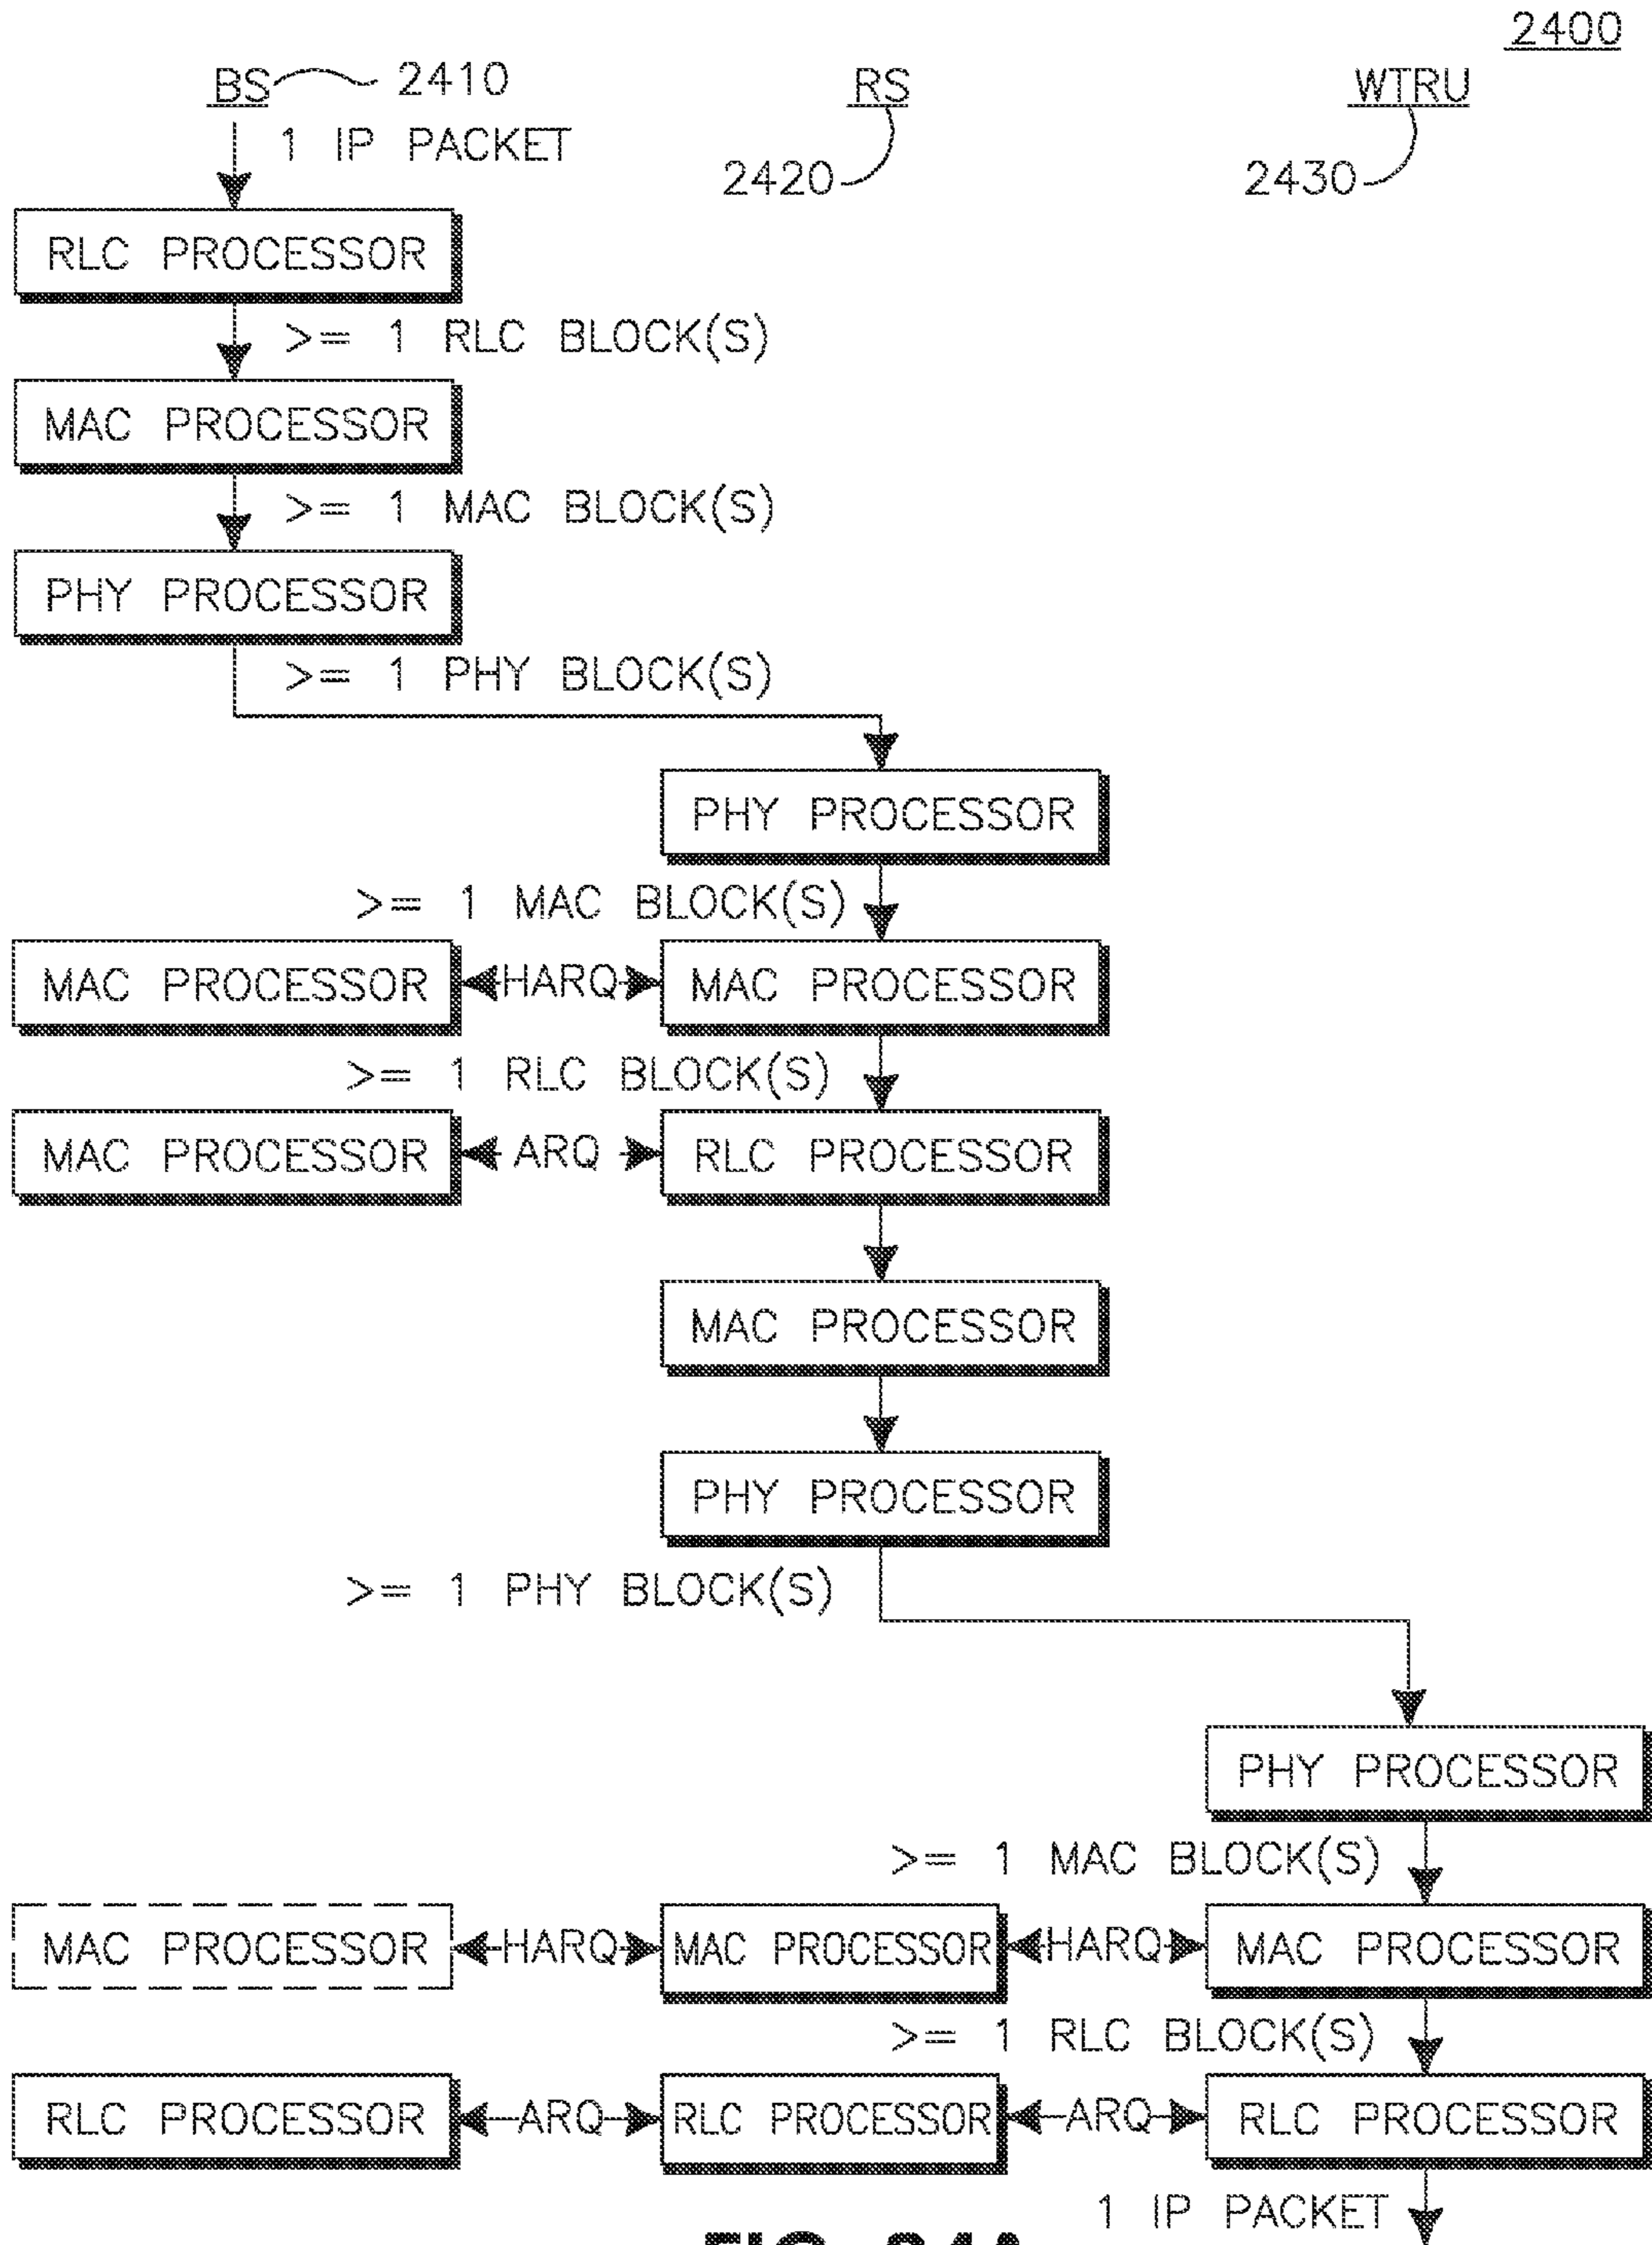 2400
BS 2410 RS WTRU
1 IP PACKET
2420 2430
RLC PROCESSOR
>= 1 RLC BLOCK(S)
MAC PROCESSOR
>= 1 MAC BLOCK(S)
PHY PROCESSOR
>= 1 PHY BLOCK(S)
PHY PROCESSOR
>= 1 MAC BLOCK(S)
MAC PROCESSOR HARQ MAC PROCESSOR
>= 1 RLC BLOCK(S)
MAC PROCESSOR ARQ RLC PROCESSOR
MAC PROCESSOR
PHY PROCESSOR
>= 1 PHY BLOCK(S)
PHY PROCESSOR
>= 1 MAC BLOCK(S)
MAC PROCESSOR HARQ MAC PROCESSOR HARQ MAC PROCESSOR
>= 1 RLC BLOCK(S)
RLC PROCESSOR ARQ RLC PROCESSOR ARQ RLC PROCESSOR
1 IP PACKET